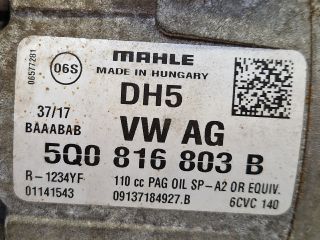 06577281
06S
MAHLE
MADE IN HUNGARY
DH5
37/17
BAAABAB
VW AG
5Q0 816 803 B
R-1234YF
110 cc PAG OIL SP-A2 OR EQUIV.
01141543
09137184927.B
6CVC 140